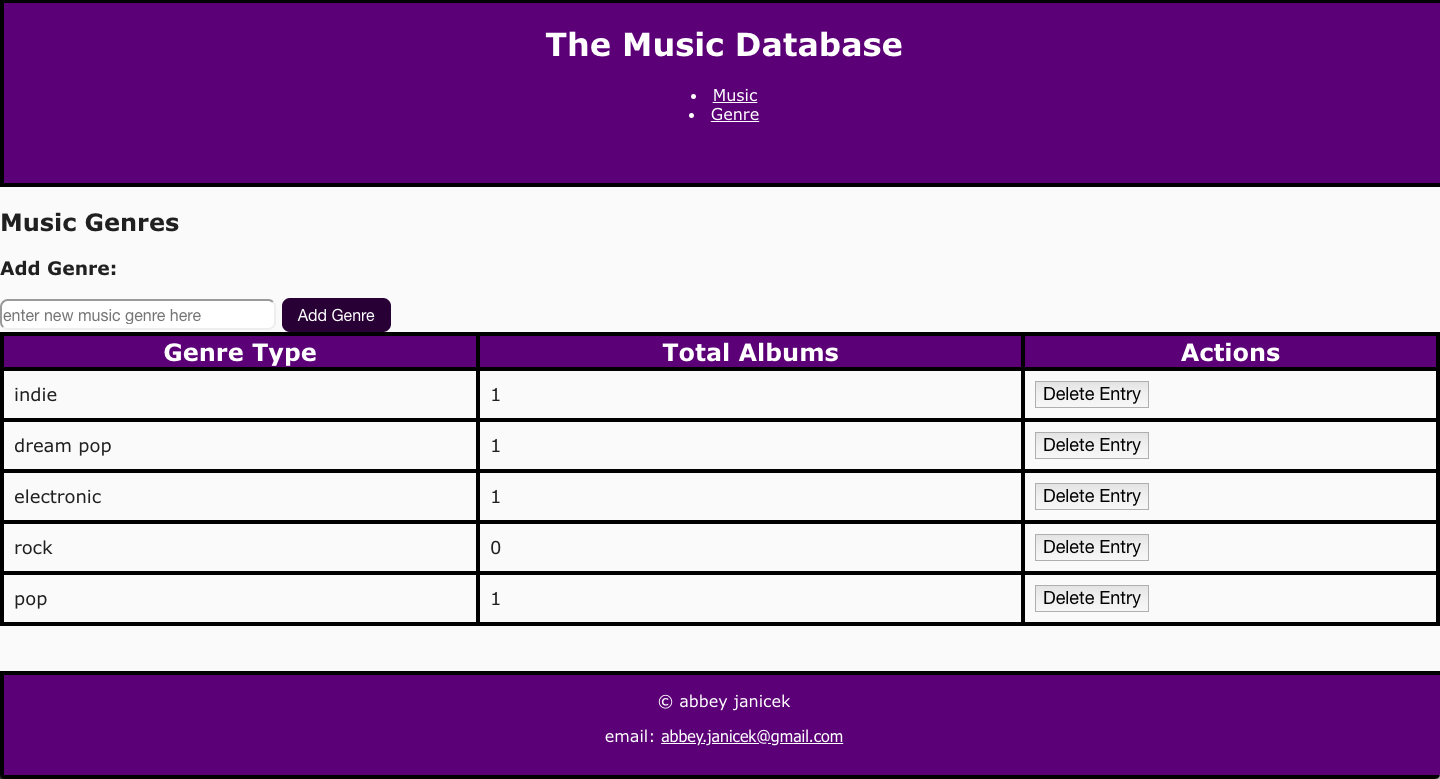 The Music Database
• Music
• Genre
Music Genres
Add Genre:
enter new music genre here Add Genre
Genre Type Total Albums Actions
indie 1 Delete Entry
dream pop 1 Delete Entry
electronic 1 Delete Entry
rock 0 Delete Entry
pop 1 Delete Entry
© abbey janicek
email: abbey.janicek@gmail.com